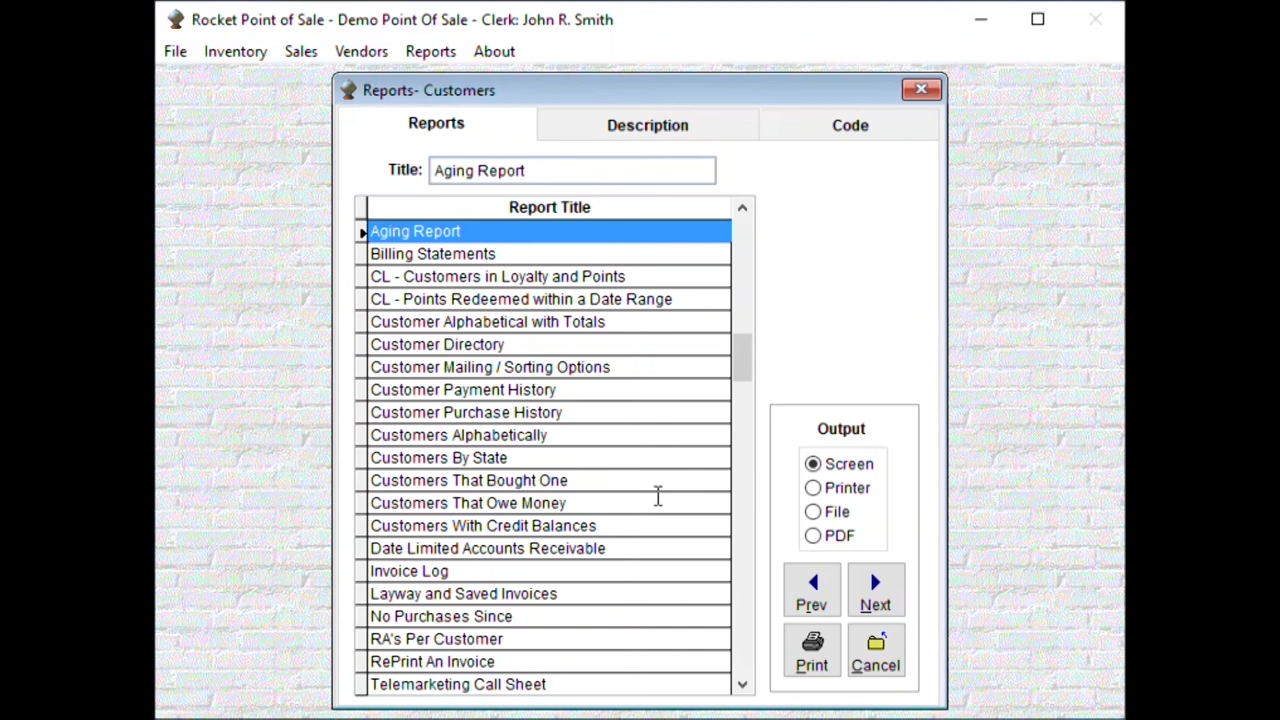 Rocket Point of Sale - Demo Point Of Sale - Clerk: John R. Smith
File Inventory Sales Vendors Reports About
Reports- Customers
Reports Description Code
Title: Aging Report
Report Title
Aging Report
Billing Statements
CL - Customers in Loyalty and Points
CL - Points Redeemed within a Date Range
Customer Alphabetical with Totals
Customer Directory
Customer Mailing / Sorting Options
Customer Payment History
Customer Purchase History
Customers Alphabetically
Customers By State
Customers That Bought One
Customers That Owe Money
Customers With Credit Balances
Date Limited Accounts Receivable
Invoice Log
Layway and Saved Invoices
No Purchases Since
RA's Per Customer
RePrint An Invoice
Telemarketing Call Sheet
Output
Screen
Printer
File
PDF
Prev Next
Print Cancel